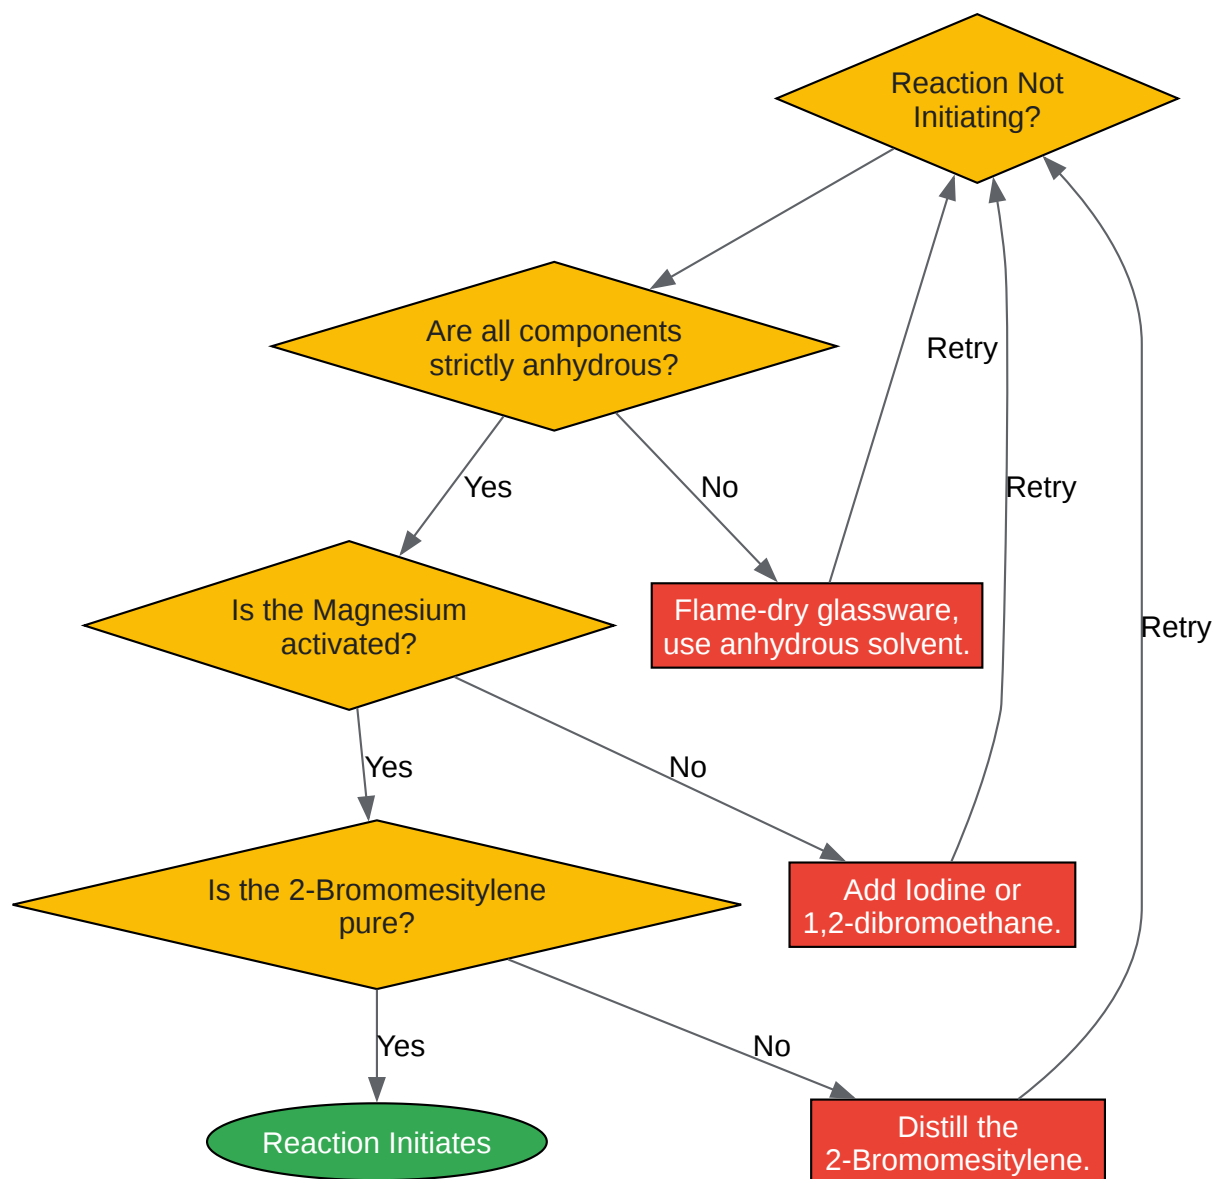 Reaction Not
Initiating?
Are all components
strictly anhydrous?
Retry
Yes
No
Retry
Is the Magnesium
activated?
Flame-dry glassware,
use anhydrous solvent.
Retry
Yes
No
Is the 2-Bromomesitylene
pure?
Add Iodine or
1,2-dibromoethane.
Yes
No
Reaction Initiates
Distill the
2-Bromomesitylene.